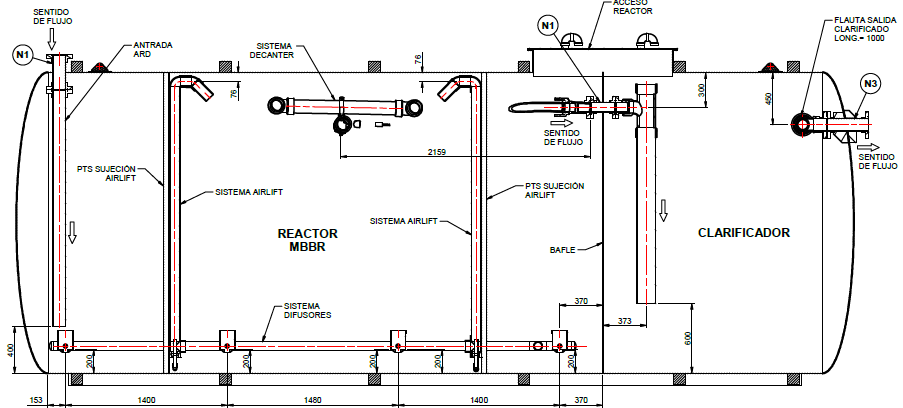 SENTIDO
DE FLUJO
N1
ANTRADA
ARD
SISTEMA
DECANTER
76
76
ACCESO
REACTOR
N1
FLAUTA SALIDA
CLARIFICADO
LONG.= 1000
300
450
N3
SENTIDO
DE FLUJO
SENTIDO
DE FLUJO
2159
PTS SUJECIÓN
AIRLIFT
SISTEMA AIRLIFT
PTS SUJECIÓN
AIRLIFT
SISTEMA AIRLIFT
REACTOR
MBBR
BAFLE
CLARIFICADOR
SISTEMA
DIFUSORES
370
373
600
400
200
200
200
200
200
153
1400
1480
1400
370